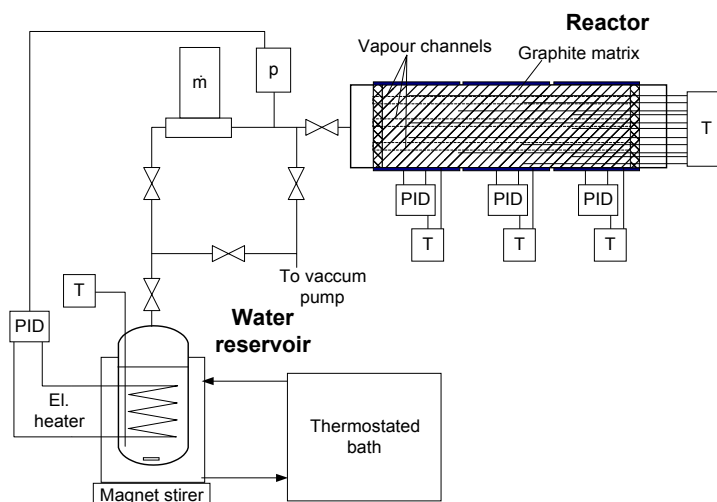 Reactor
Vapour channels
Graphite matrix
ṁ
p
T
PID
PID
PID
T
T
T
To vaccum
pump
T
PID
Water
reservoir
El.
heater
Thermostated
bath
Magnet stirer